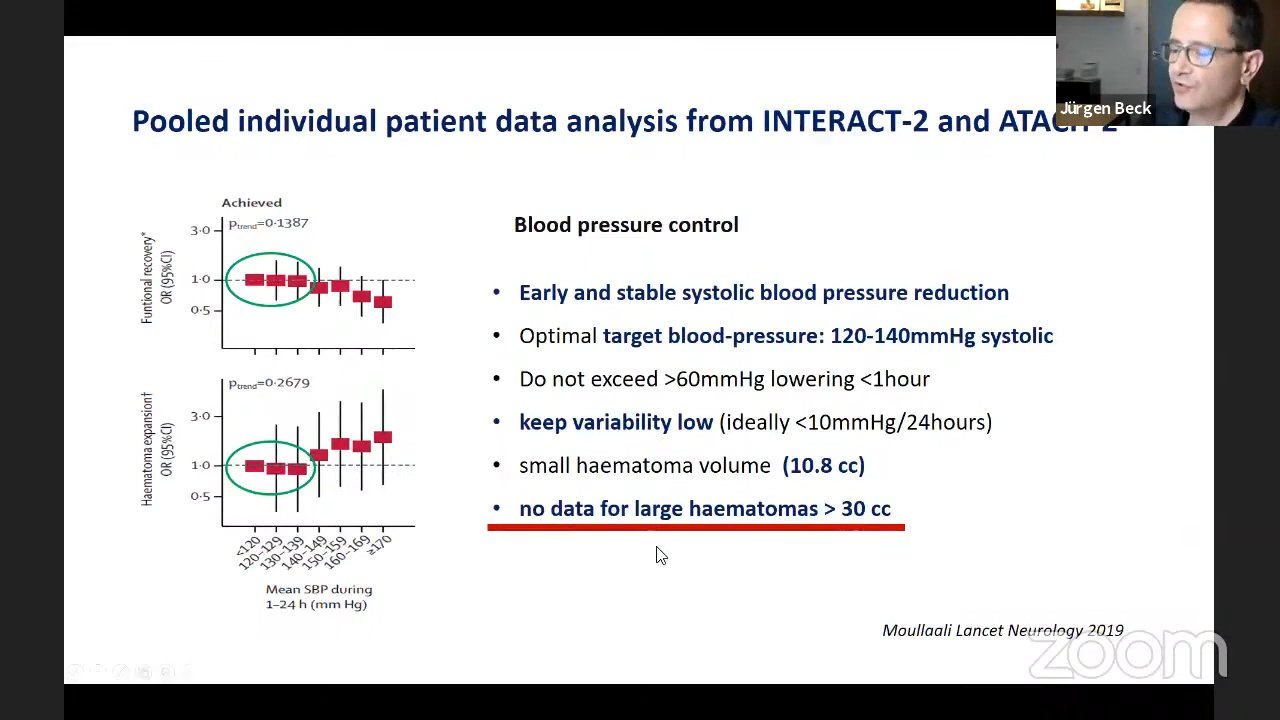 Jürgen Beck
Pooled individual patient data analysis from INTERACT-2 and ATACH-2
Achieved
Ptrend=0·1387
Funtional recovery*
OR (95%CI)
3·0
1·0
0·5
Ptrend=0·2679
Haematoma expansion†
OR (95%CI)
3·0
1·0
0·5
<120
120–129
130–139
140–149
150–159
160–169
≥170
Mean SBP during
1–24 h (mm Hg)
Blood pressure control
• Early and stable systolic blood pressure reduction
• Optimal target blood-pressure: 120-140mmHg systolic
• Do not exceed >60mmHg lowering <1hour
• keep variability low (ideally <10mmHg/24hours)
• small haematoma volume (10.8 cc)
• no data for large haematomas > 30 cc
Moullaali Lancet Neurology 2019
zoom